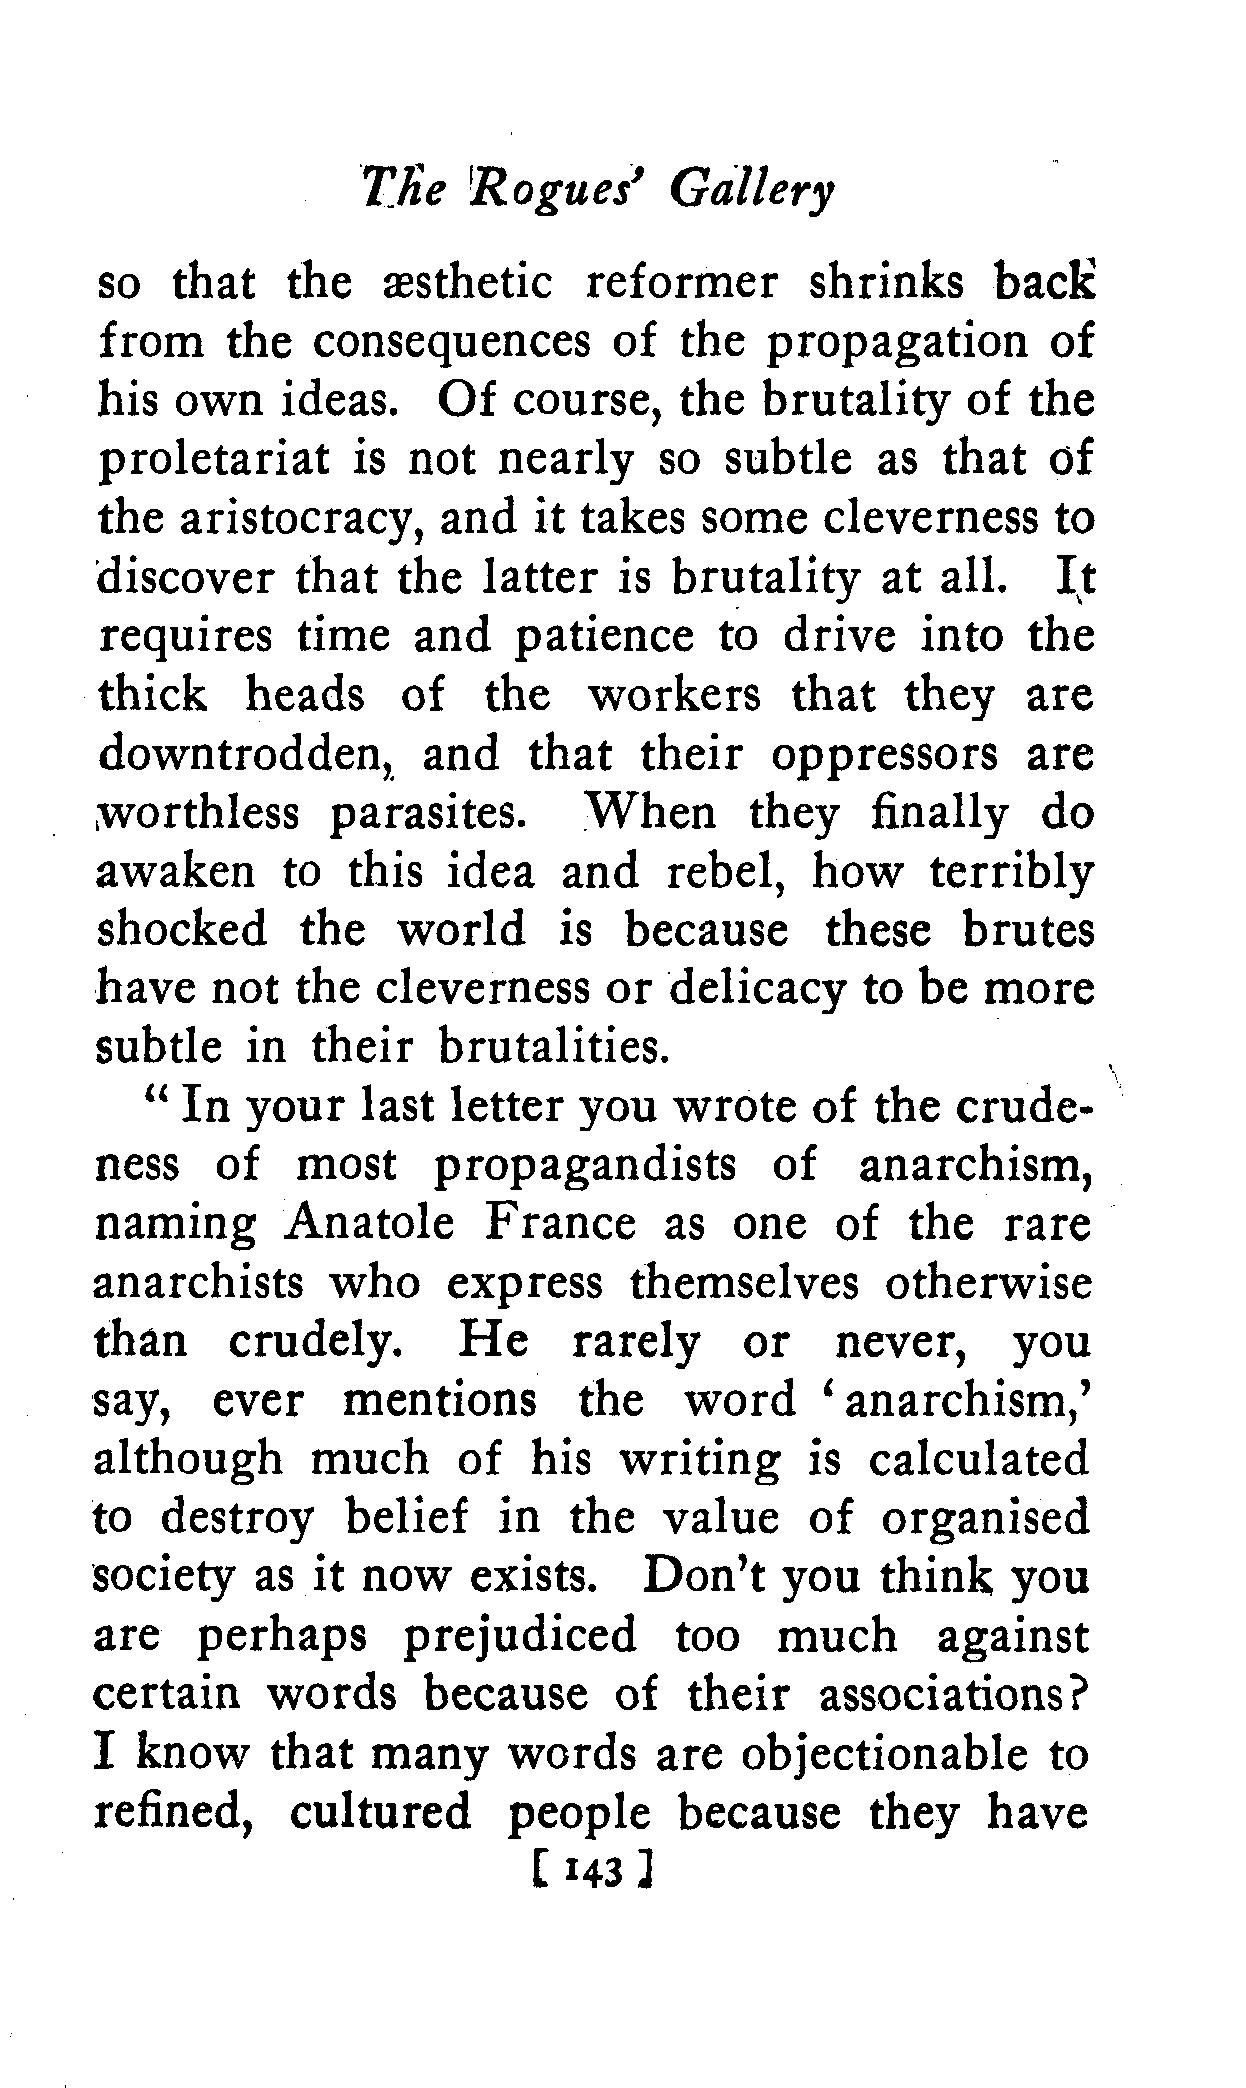 The Rogues' Gallery
so that the æsthetic reformer shrinks back
from the consequences of the propagation of
his own ideas. Of course, the brutality of the
proletariat is not nearly so subtle as that of
the aristocracy, and it takes some cleverness to
discover that the latter is brutality at all. It
requires time and patience to drive into the
thick heads of the workers that they are
downtrodden, and that their oppressors are
worthless parasites. When they finally do
awaken to this idea and rebel, how terribly
shocked the world is because these brutes
have not the cleverness or delicacy to be more
subtle in their brutalities.
“ In your last letter you wrote of the crude-
ness of most propagandists of anarchism,
naming Anatole France as one of the rare
anarchists who express themselves otherwise
than crudely. He rarely or never, you
say, ever mentions the word ‘ anarchism,’
although much of his writing is calculated
to destroy belief in the value of organised
society as it now exists. Don't you think you
are perhaps prejudiced too much against
certain words because of their associations?
I know that many words are objectionable to
refined, cultured people because they have
[ 143 ]